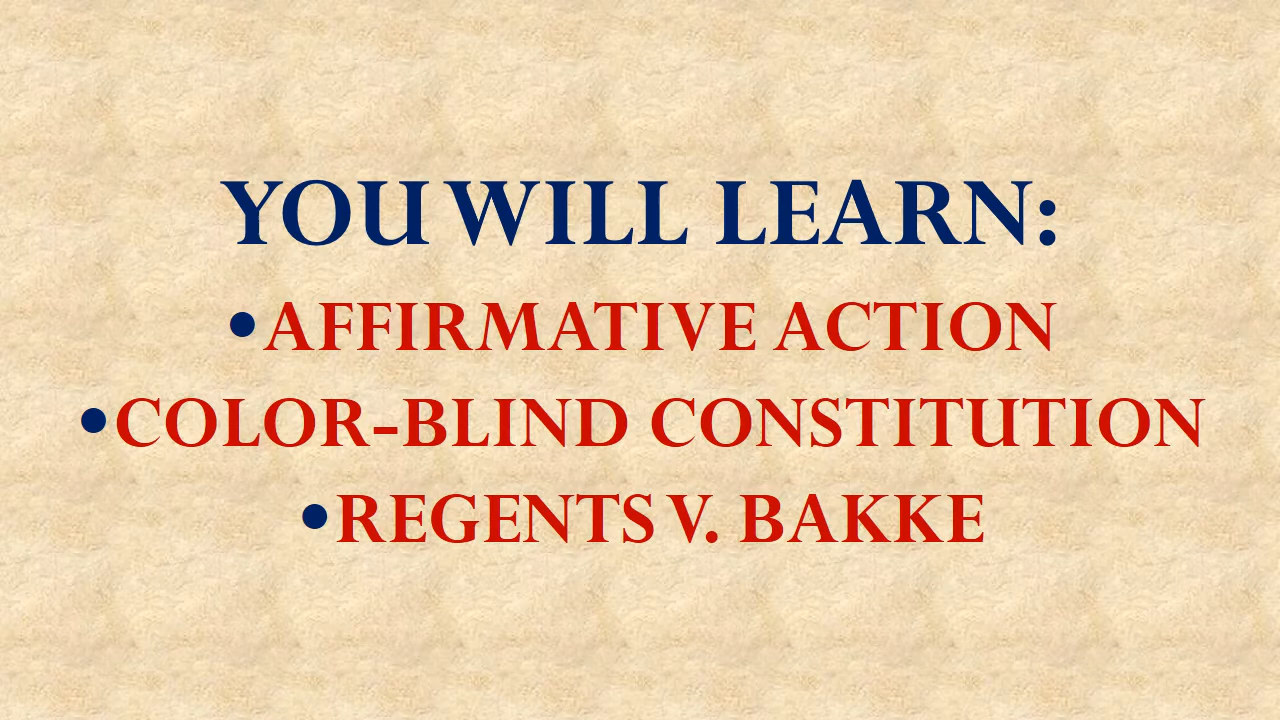 YOU WILL LEARN:
•AFFIRMATIVE ACTION
•COLOR-BLIND CONSTITUTION
•REGENTS V. BAKKE